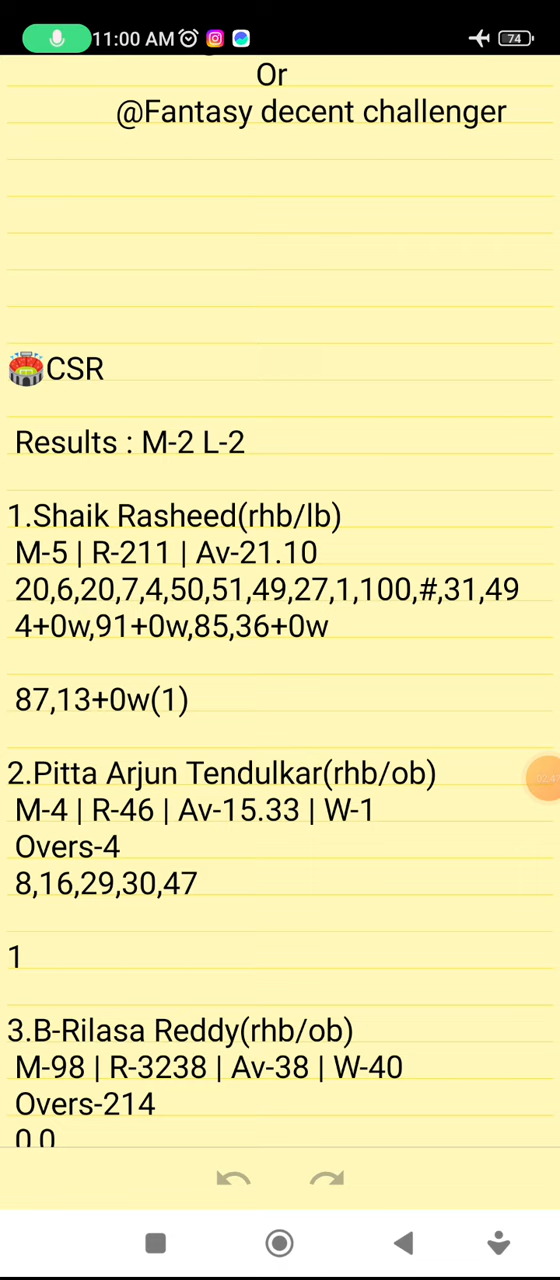 11:00 AM
74
Or
@Fantasy decent challenger
CSR
Results : M-2 L-2
1.Shaik Rasheed(rhb/lb)
M-5 | R-211 | Av-21.10
20,6,20,7,4,50,51,49,27,1,100,#,31,49
4+0w,91+0w,85,36+0w
87,13+0w(1)
2.Pitta Arjun Tendulkar(rhb/ob)
M-4 | R-46 | Av-15.33 | W-1
Overs-4
8,16,29,30,47
1
3.B-Rilasa Reddy(rhb/ob)
M-98 | R-3238 | Av-38 | W-40
Overs-214
0,0